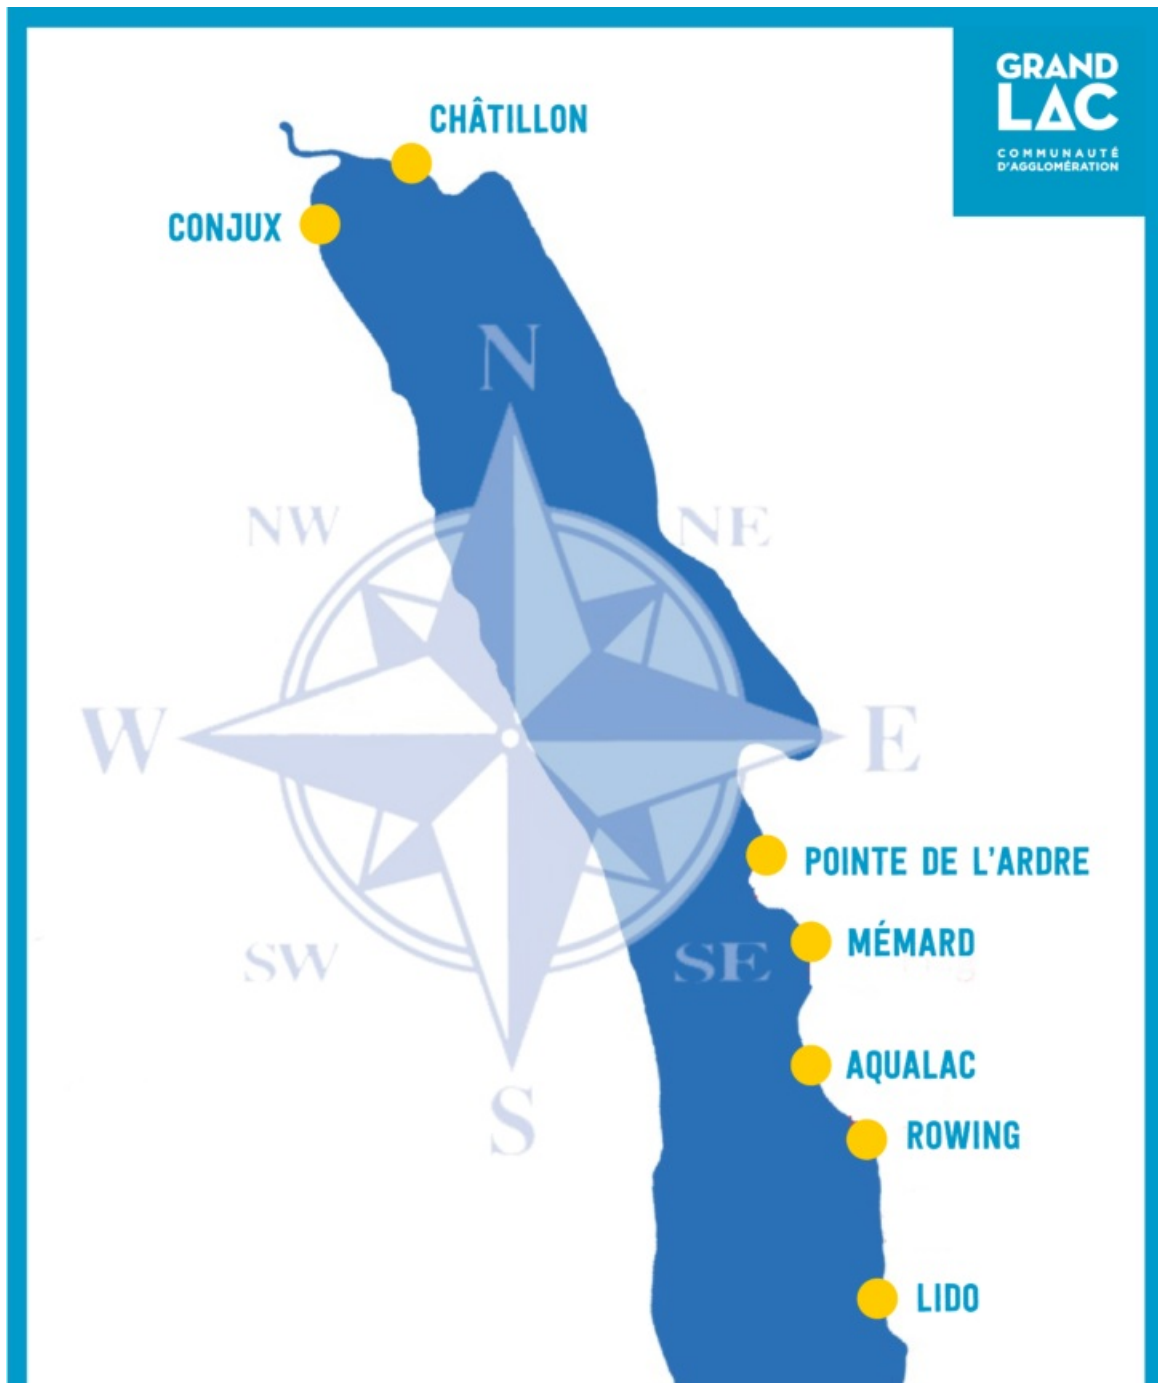 GRAND
LAC
COMMUNAUTÉ
D'AGGLOMÉRATION
CHÂTILLON
CONJUX
N
NW
NE
W
E
POINTE DE L'ARDRE
MÉMARD
SW
SE
AQUALAC
S
ROWING
LIDO